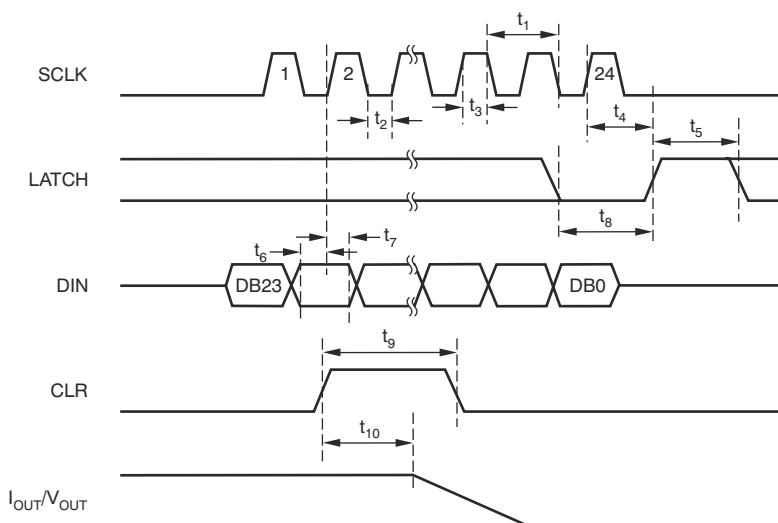 t1
SCLK
1
2
24
t2
t3
t4
t5
LATCH
t8
t6
t7
DIN
DB23
DB0
t9
CLR
t10
IOUT/VOUT